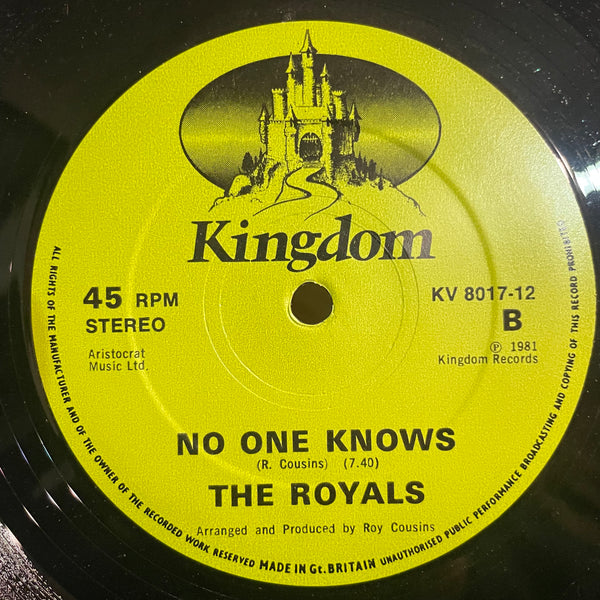 Kingdom
45 RPM
STEREO
KV 8017-12
B
Aristocrat
Music Ltd.
℗ 1981
Kingdom Records
NO ONE KNOWS
(R. Cousins) (7.40)
THE ROYALS
Arranged and Produced by Roy Cousins
ALL RIGHTS OF THE MANUFACTURER AND OF THE OWNER OF THE RECORDED WORK RESERVED MADE IN Gt. BRITAIN UNAUTHORISED PUBLIC PERFORMANCE BROADCASTING AND COPYING OF THIS RECORD PROHIBITED